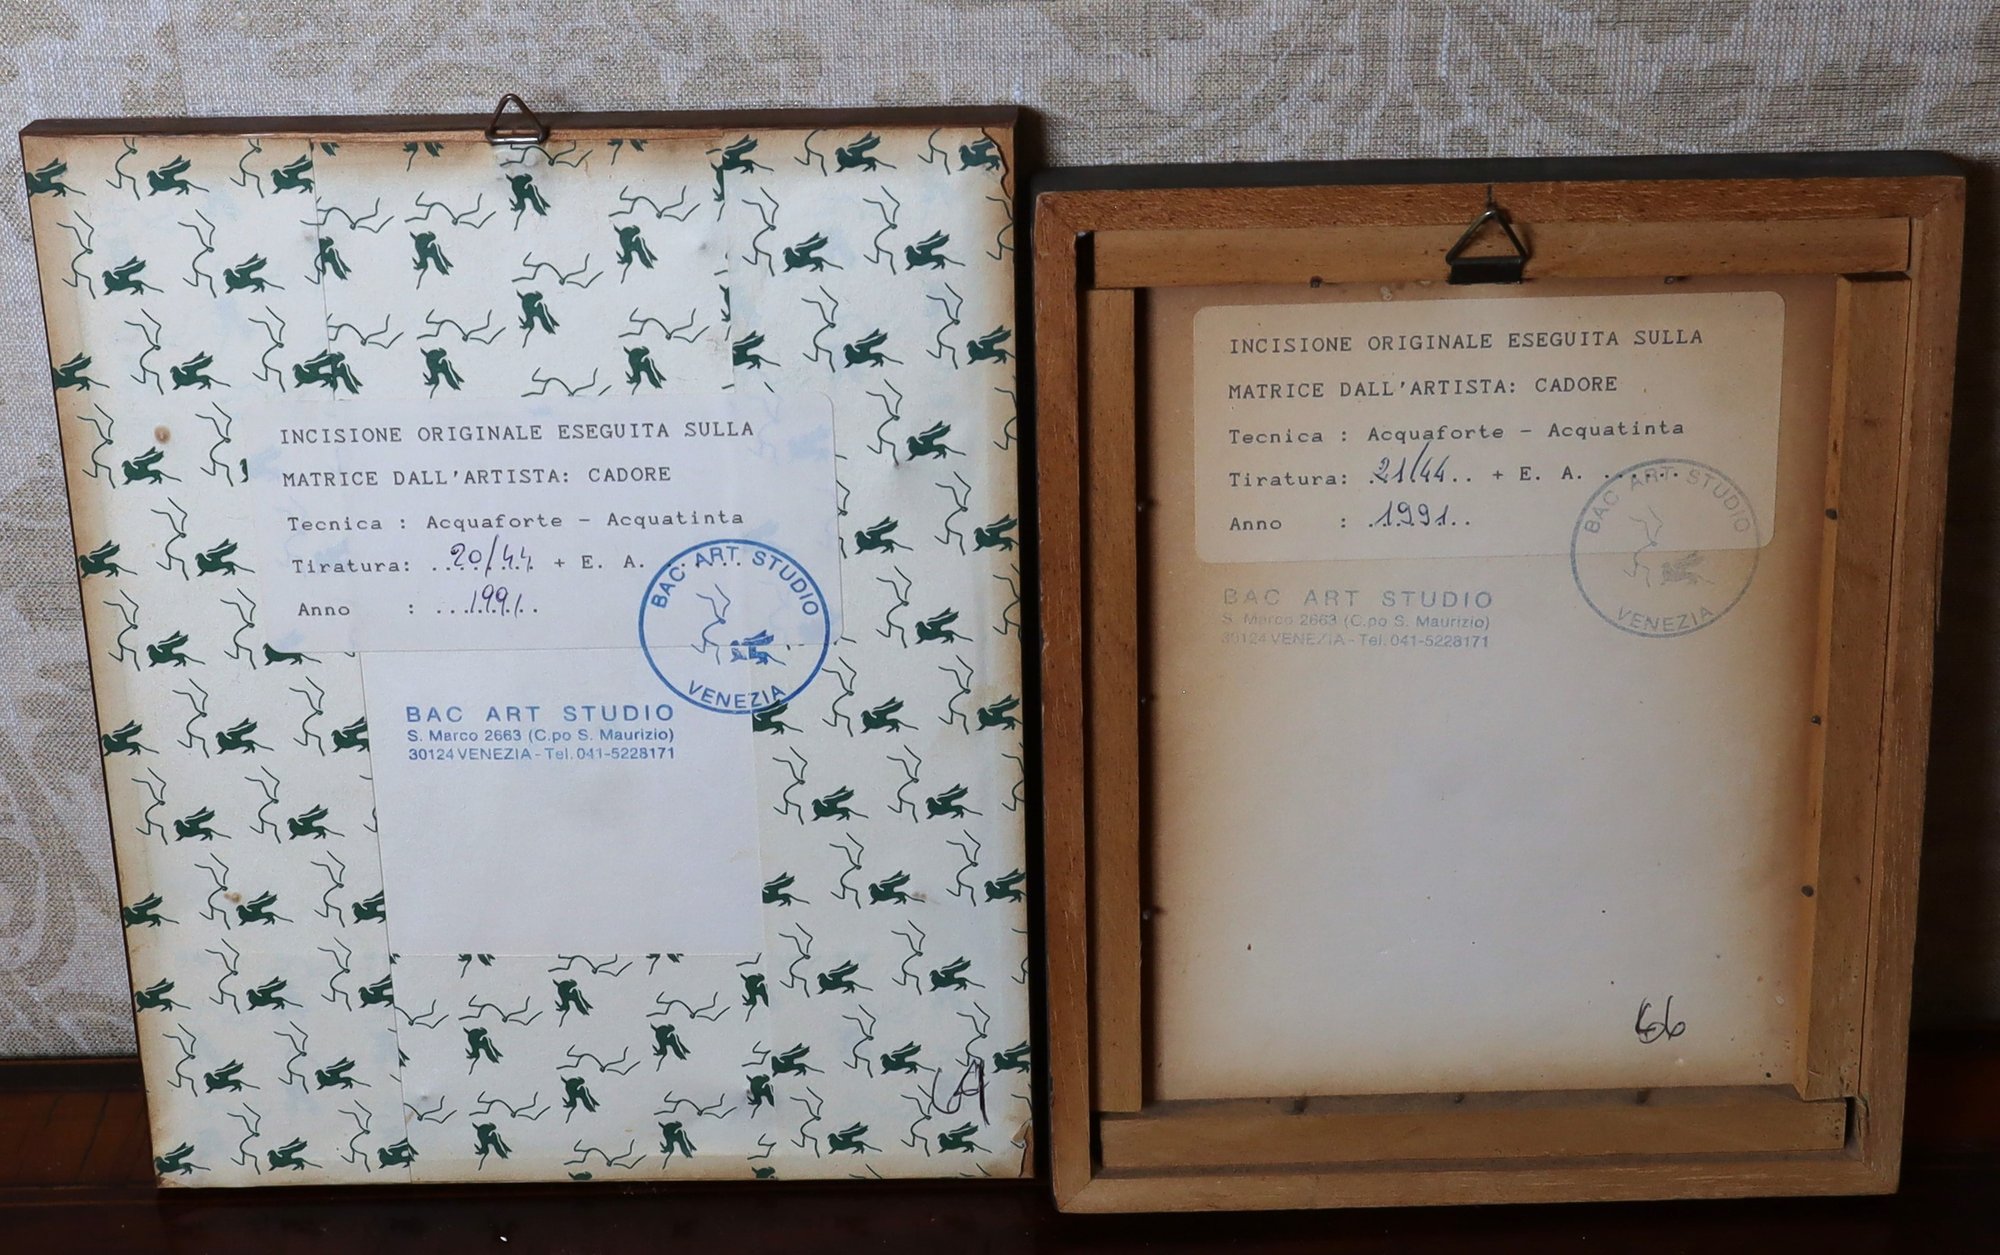 INCISIONE ORIGINALE ESEGUITA SULLA
MATRICE DALL'ARTISTA: CADORE
Tecnica : Acquaforte - Acquatinta
Tiratura: ..20/44. + E. A. .....
Anno : ...1991..
BAC ART STUDIO
VENEZIA
BAC ART STUDIO
S. Marco 2663 (C.po S. Maurizio)
30124 VENEZIA - Tel. 041-5228171
INCISIONE ORIGINALE ESEGUITA SULLA
MATRICE DALL'ARTISTA: CADORE
Tecnica : Acquaforte - Acquatinta
Tiratura: .21/44.. + E. A. ......
Anno : .1991..
BAC ART STUDIO
VENEZIA
BAC ART STUDIO
S. Marco 2663 (C.po S. Maurizio)
30124 VENEZIA - Tel. 041-5228171
66